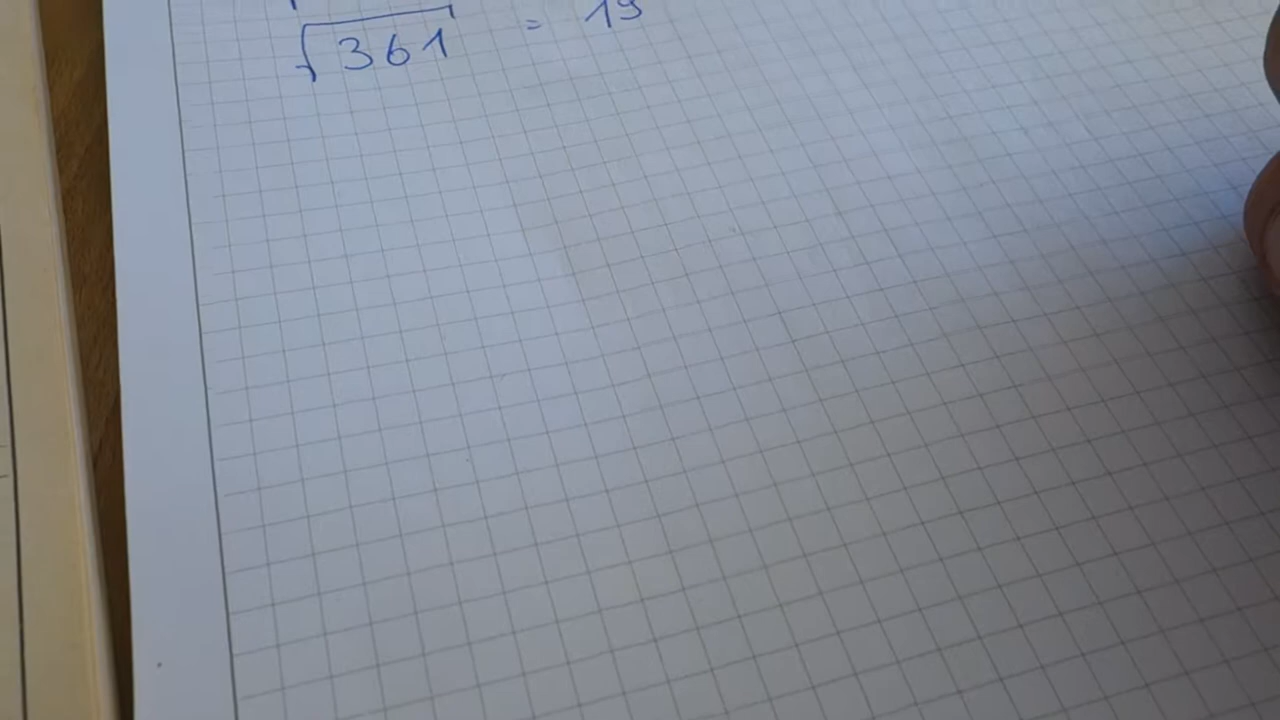 √361 = 19